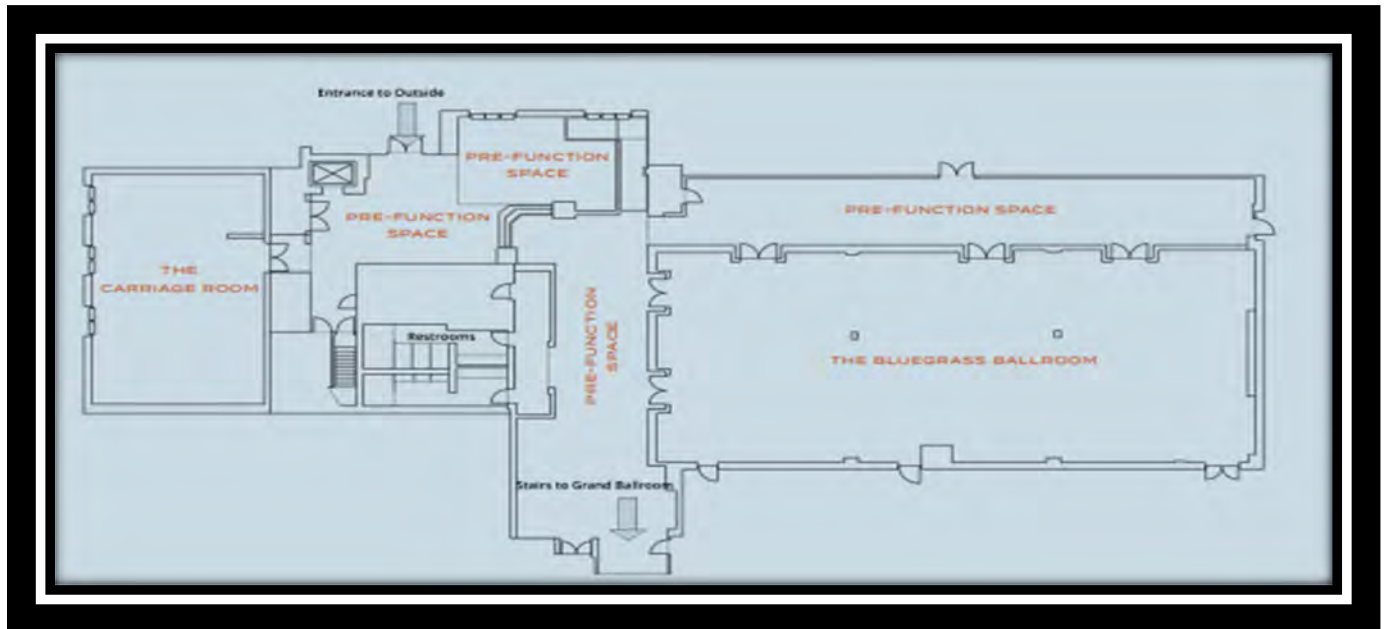 Entrance to Outside
PRE-FUNCTION
SPACE
PRE-FUNCTION SPACE
PRE-FUNCTION
SPACE
THE
CARRIAGE ROOM
PRE-FUNCTION
SPACE
Restrooms
THE BLUEGRASS BALLROOM
Stairs to Grand Ballroom